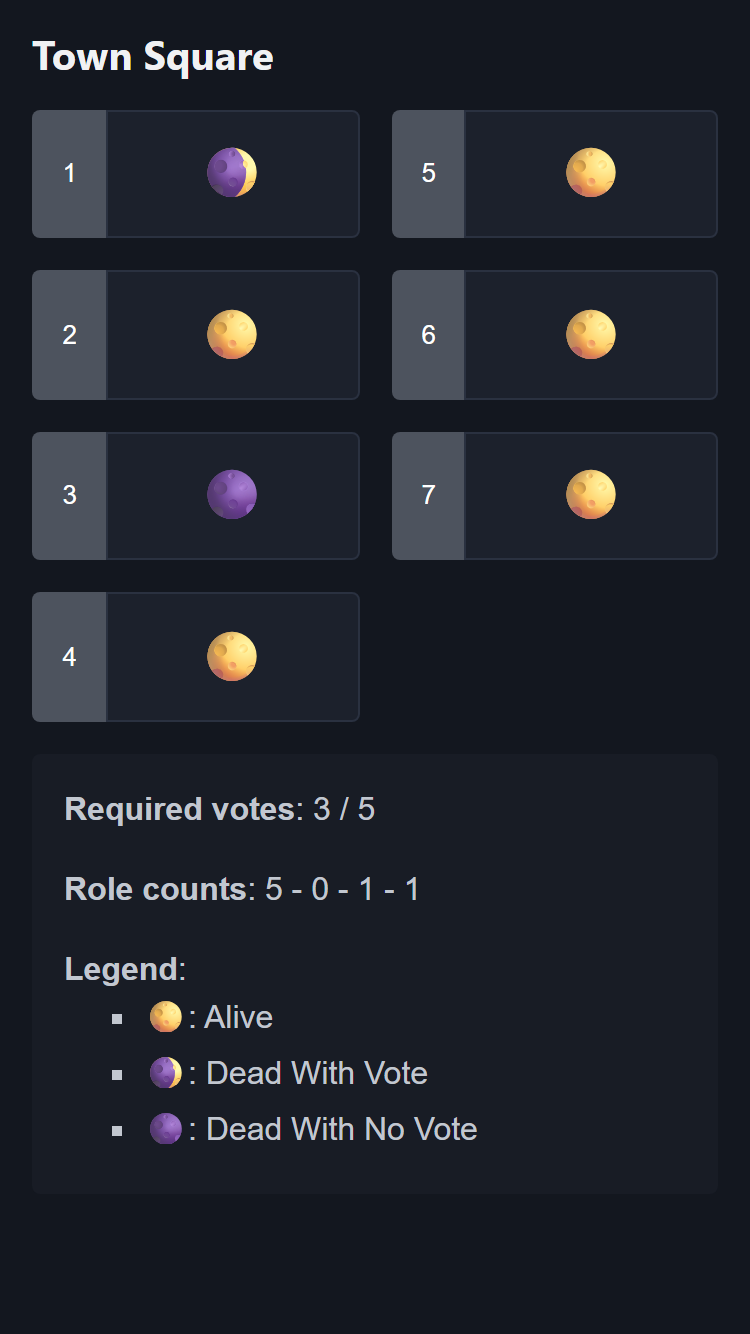 Town Square
1
5
2
6
3
7
4
Required votes: 3 / 5
Role counts: 5 - 0 - 1 - 1
Legend:
: Alive
: Dead With Vote
: Dead With No Vote